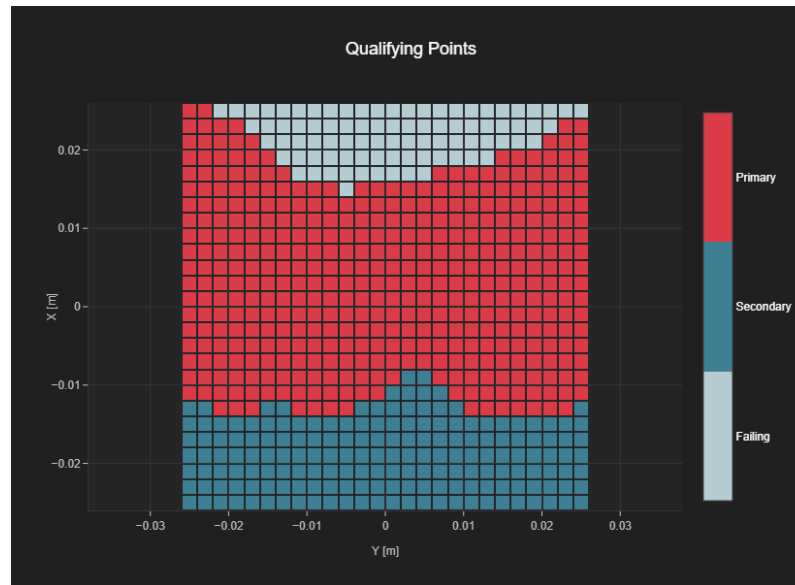 Qualifying Points
0.02
0.01
0
−0.01
−0.02
X [m]
−0.03
−0.02
−0.01
0
0.01
0.02
0.03
Y [m]
Primary
Secondary
Failing